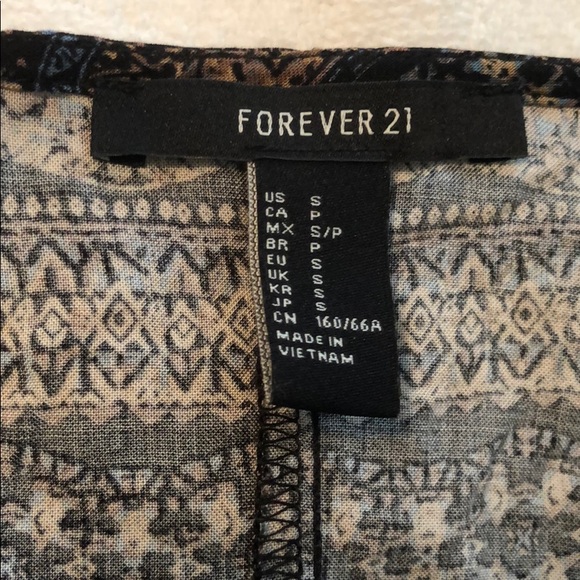 FOREVER 21
US S
CA P
MX S/P
BR P
EU S
UK S
KR S
JP S
CN 160/66A
MADE IN
VIETNAM